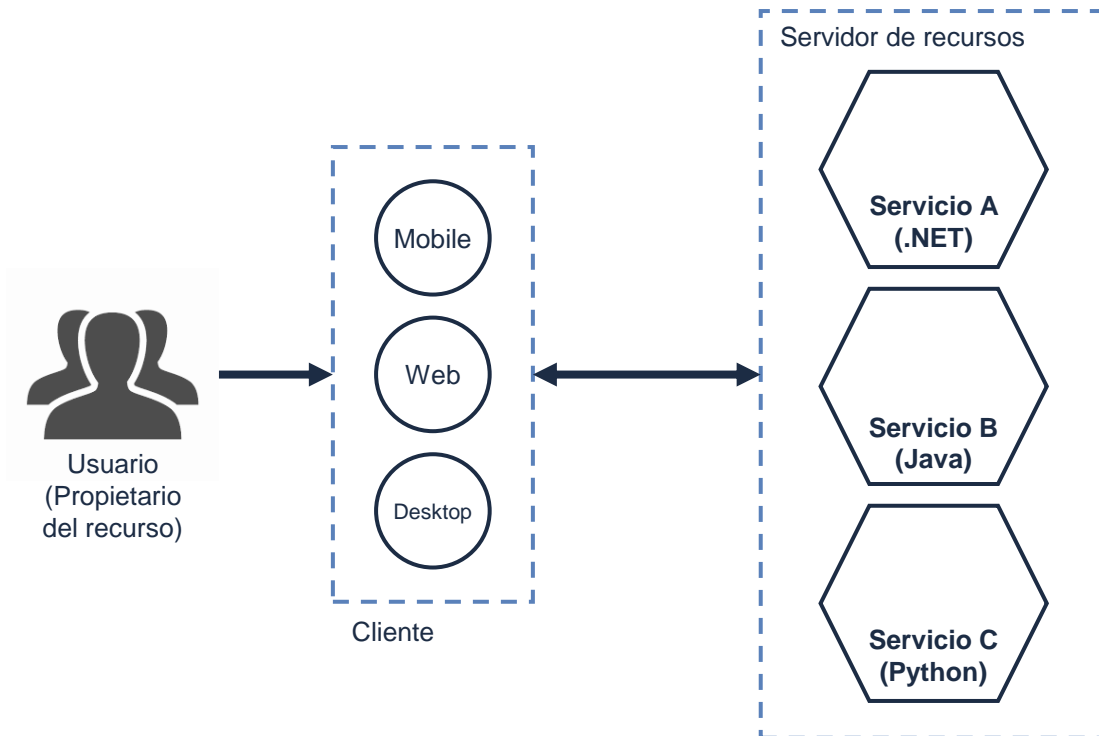 Servidor de recursos
Servicio A
(.NET)
Mobile
Web
Servicio B
(Java)
Usuario
(Propietario
del recurso)
Desktop
Cliente
Servicio C
(Python)